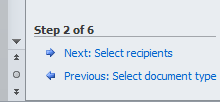 Step 2 of 6
Next: Select recipients
Previous: Select document type